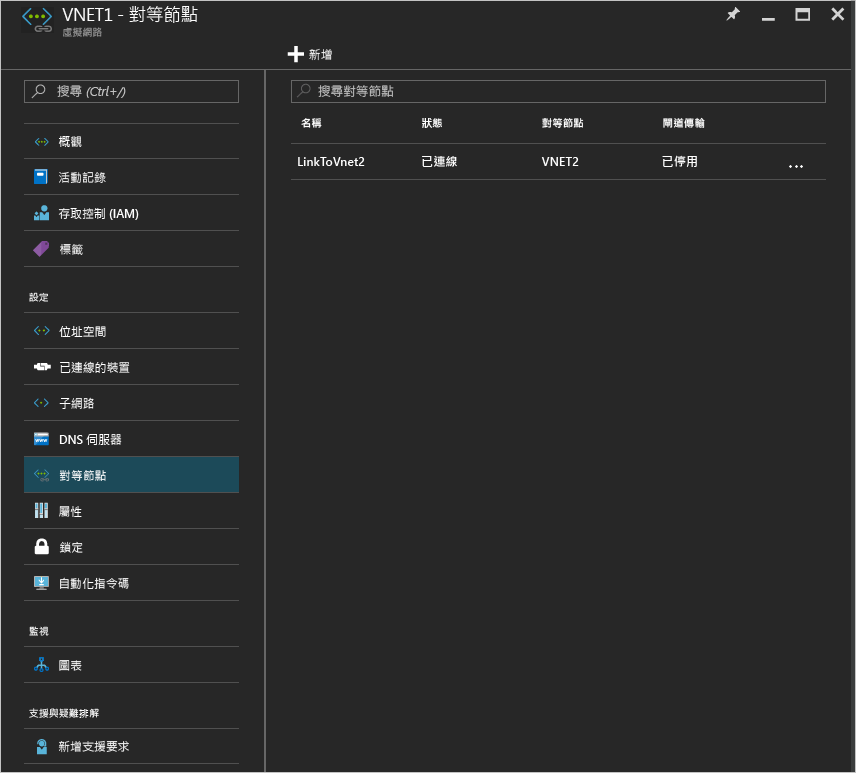 VNET1 - 對等節點
虛擬網路
新增
搜尋 (Ctrl+/)
概觀
活動記錄
存取控制 (IAM)
標籤
設定
位址空間
已連線的裝置
子網路
DNS 伺服器
對等節點
屬性
鎖定
自動化指令碼
監視
圖表
支援與疑難排解
新增支援要求
搜尋對等節點
名稱 狀態 對等節點 閘道傳輸
LinkToVnet2 已連線 VNET2 已停用 ...